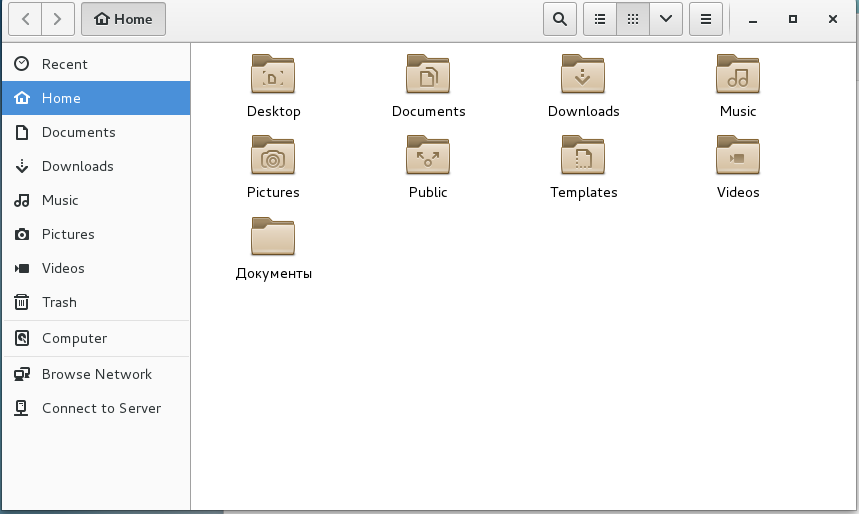 Home
Recent
Home
Documents
Downloads
Music
Pictures
Videos
Trash
Computer
Browse Network
Connect to Server
Desktop
Documents
Downloads
Music
Pictures
Public
Templates
Videos
Документы